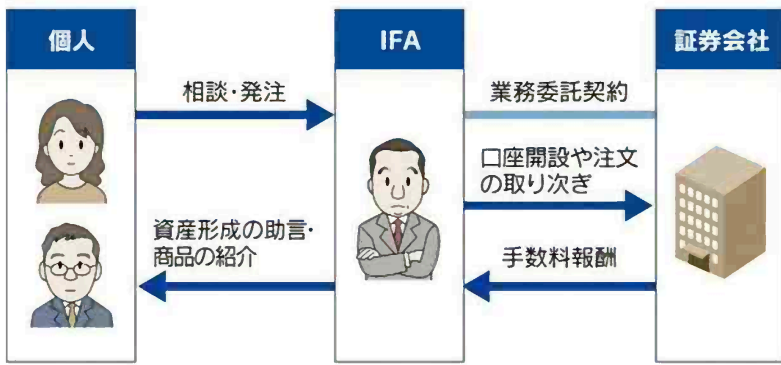 個人
IFA
証券会社
相談・発注
業務委託契約
口座開設や注文
の取り次ぎ
資産形成の助言・
商品の紹介
手数料報酬